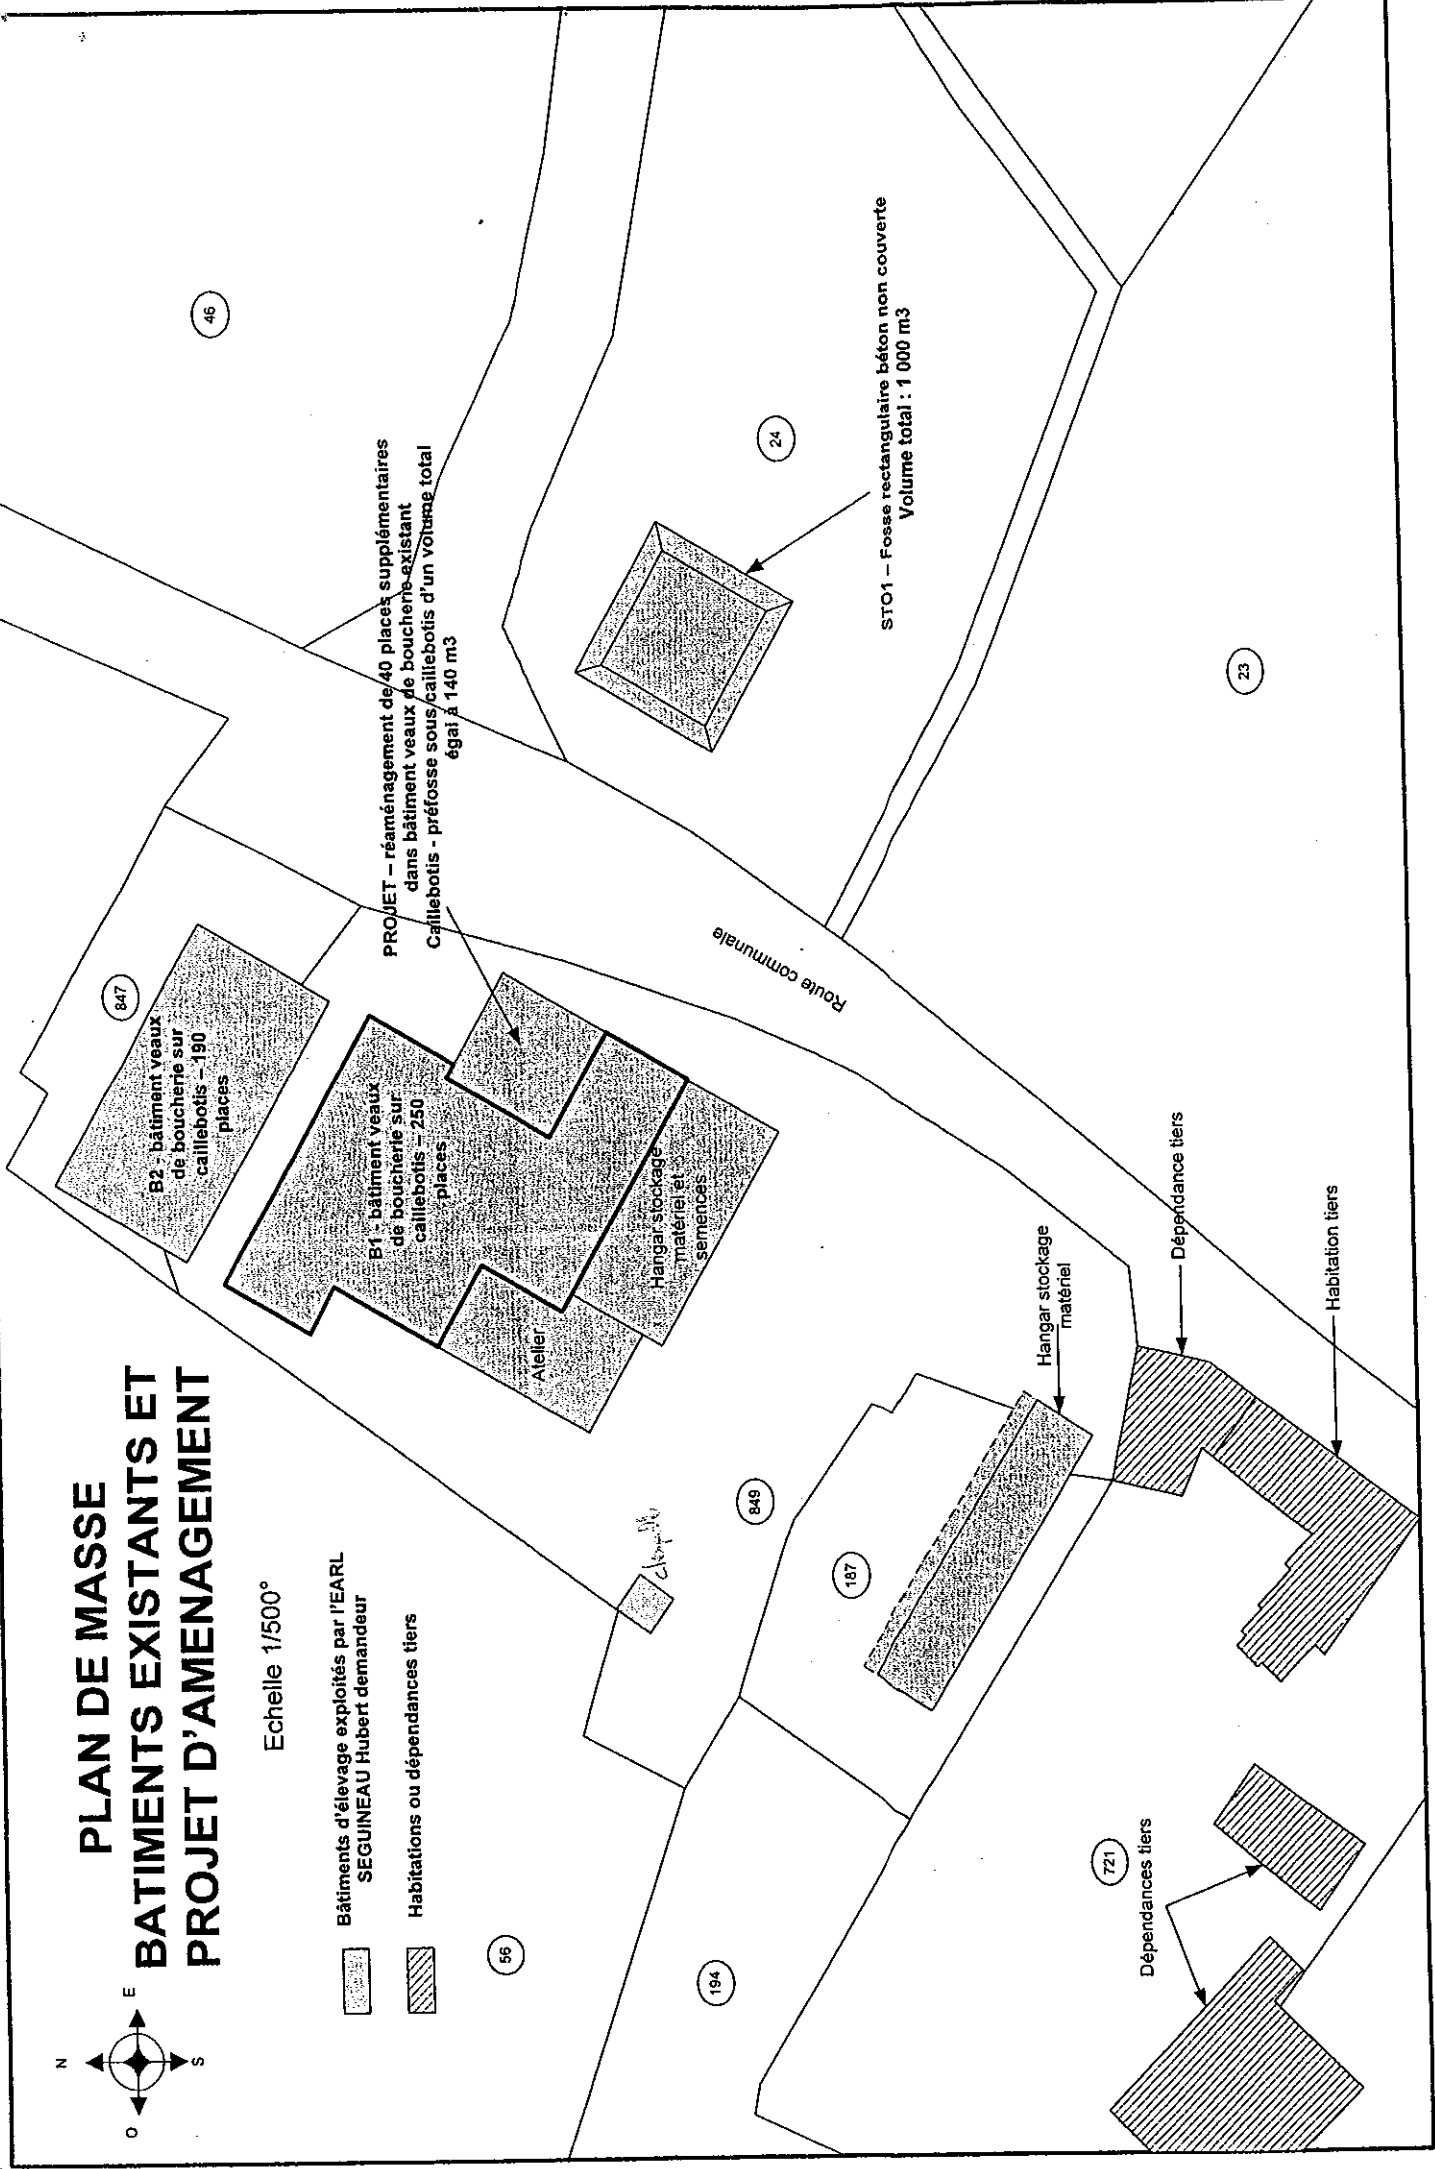 PLAN DE MASSE
BATIMENTS EXISTANTS ET
PROJET D'AMENAGEMENT
Echelle 1/500°
N
O
E
S
Bâtiments d'élevage exploités par l'EARL
SEGUINEAU Hubert demandeur
Habitations ou dépendances tiers
847
B2 - bâtiment veaux
de boucherie sur
caillebotis – 190
places
B1 - bâtiment veaux
de boucherie sur
caillebotis – 250
places
Atelier
Hangar stockage
matériel et
semences
PROJET – réaménagement de 40 places supplémentaires
dans bâtiment veaux de boucherie existant
Caillebotis - préfosse sous caillebotis d'un volume total
égal à 140 m3
46
24
STO1 – Fosse rectangulaire béton non couverte
Volume total : 1 000 m3
Route communale
23
56
194
849
187
Hangar stockage
matériel
Dépendance tiers
Habitation tiers
721
Dépendances tiers